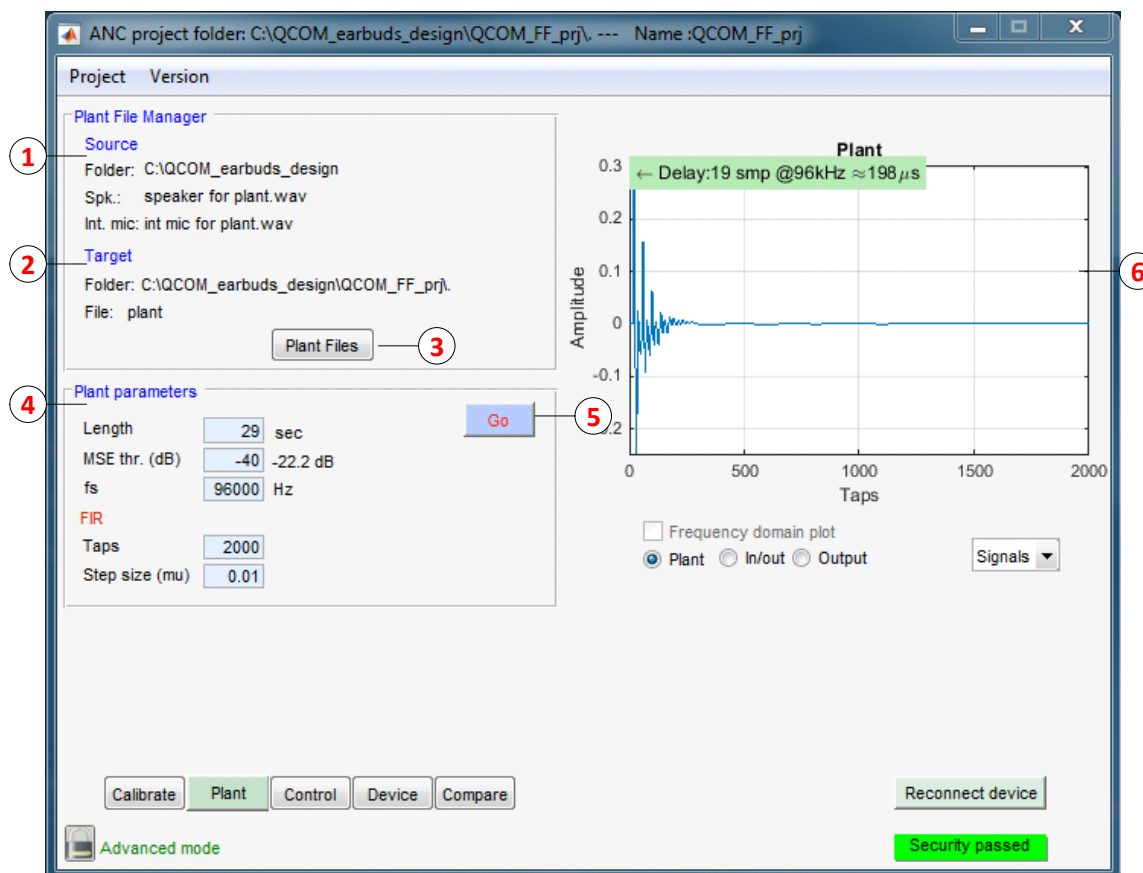 ANC project folder: C:\QCOM_earbuds_design\QCOM_FF_prj\. --- Name :QCOM_FF_prj
Project Version
Plant File Manager
1
Source
Folder: C:\QCOM_earbuds_design
Spk.: speaker for plant.wav
Int. mic: int mic for plant.wav
2
Target
Folder: C:\QCOM_earbuds_design\QCOM_FF_prj\.
File: plant
Plant Files
3
4
Plant parameters
Length 29 sec
MSE thr. (dB) -40 -22.2 dB
fs 96000 Hz
FIR
Taps 2000
Step size (mu) 0.01
Go
5
Plant
← Delay:19 smp @96kHz ≈198 μs
0.3
0.2
0.1
0
-0.1
0.2
Amplitude
0 500 1000 1500 2000
Taps
6
Frequency domain plot
Plant In/out Output
Signals
Calibrate Plant Control Device Compare
Reconnect device
Advanced mode
Security passed